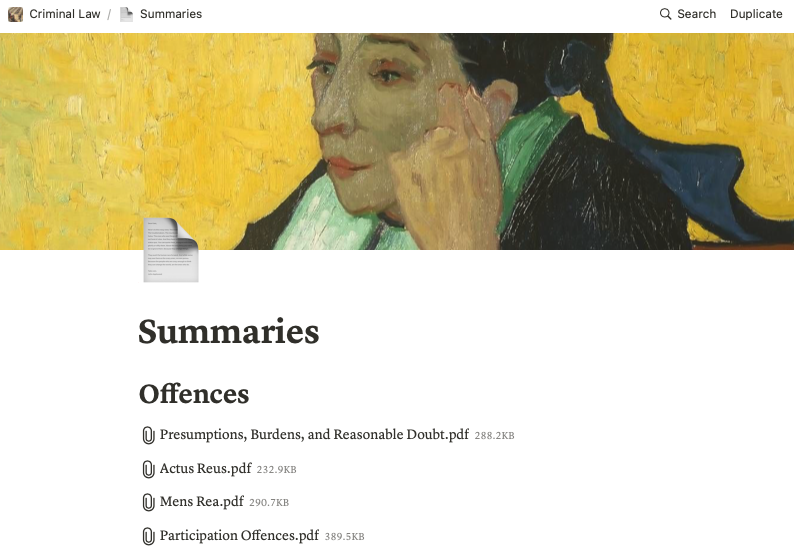 Criminal Law / Summaries Search Duplicate
Summaries
Offences
Presumptions, Burdens, and Reasonable Doubt.pdf 288.2KB
Actus Reus.pdf 232.9KB
Mens Rea.pdf 290.7KB
Participation Offences.pdf 389.5KB